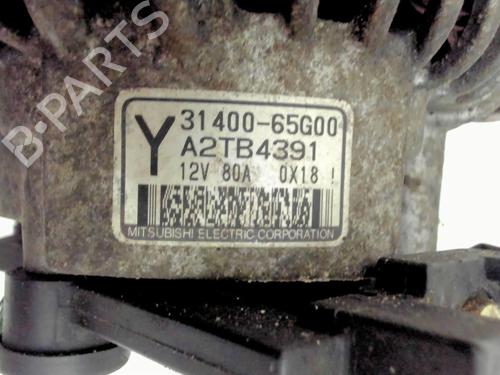 B-PARTS
Y 31400-65G00
A2TB4391
12V 80A 0X18 !
MITSUBISHI ELECTRIC CORPORATION